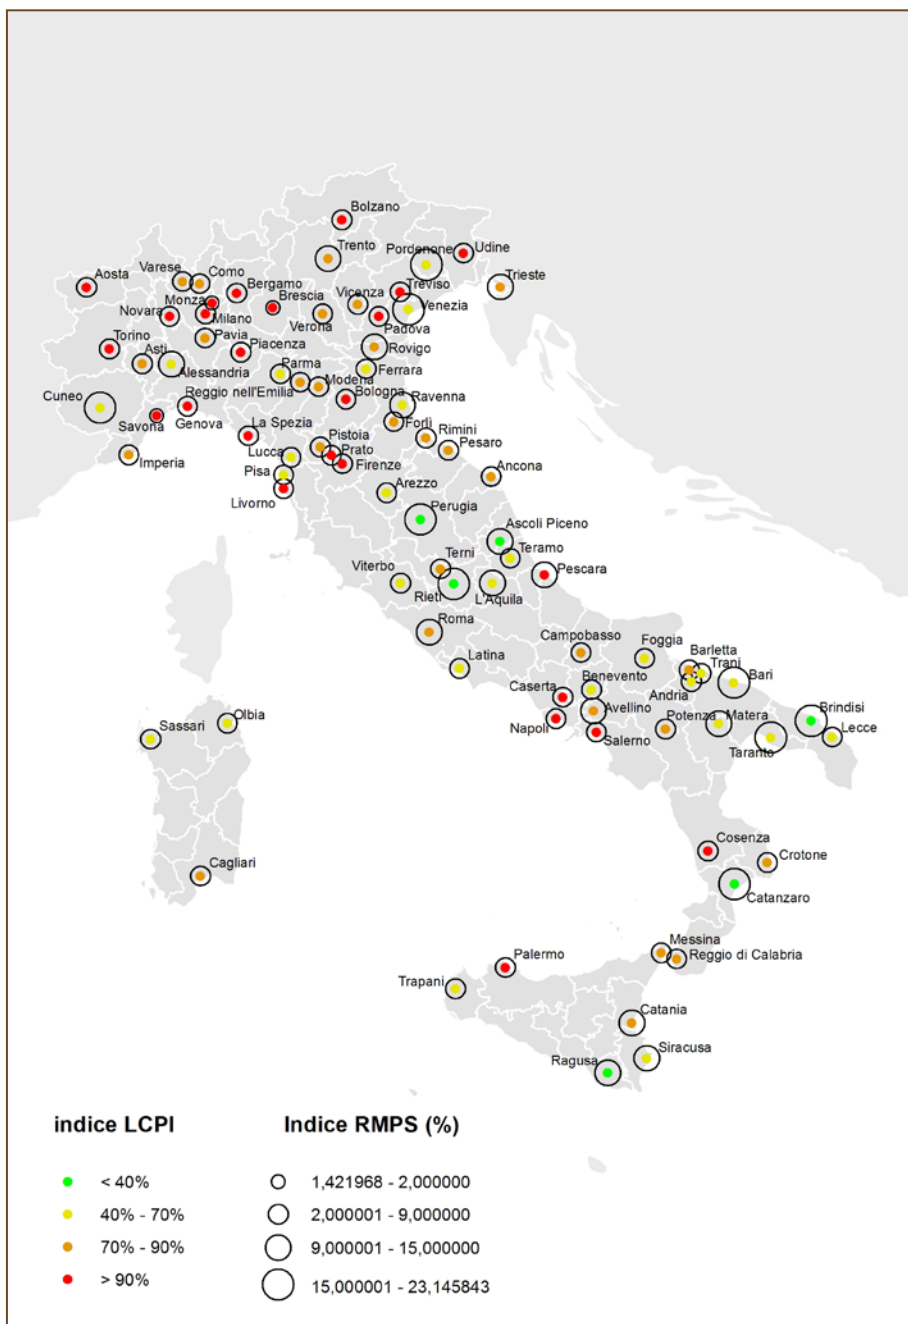 Bolzano
Trento
Pordenone
Udine
Trieste
Aosta
Varese
Como
Bergamo
Monza
Brescia
Vicenza
Treviso
Venezia
Novara
Milano
Verona
Padova
Torino
Pavia
Piacenza
Rovigo
Asti
Alessandria
Parma
Modena
Ferrara
Cuneo
Reggio nell'Emilia
Bologna
Ravenna
Savona
Genova
La Spezia
Pistoia
Forlì
Rimini
Imperia
Lucca
Prato
Pesaro
Pisa
Firenze
Ancona
Livorno
Arezzo
Perugia
Ascoli Piceno
Terni
Teramo
Viterbo
Pescara
Rieti
L'Aquila
Roma
Campobasso
Foggia
Barletta
Latina
Trani
Bari
Caserta
Benevento
Andria
Avellino
Brindisi
Olbia
Sassari
Napoli
Salerno
Potenza
Matera
Lecce
Taranto
Cosenza
Crotone
Cagliari
Catanzaro
Messina
Reggio di Calabria
Palermo
Trapani
Catania
Siracusa
Ragusa
indice LCPI
< 40%
40% - 70%
70% - 90%
> 90%
Indice RMPS (%)
1,421968 - 2,000000
2,000001 - 9,000000
9,000001 - 15,000000
15,000001 - 23,145843